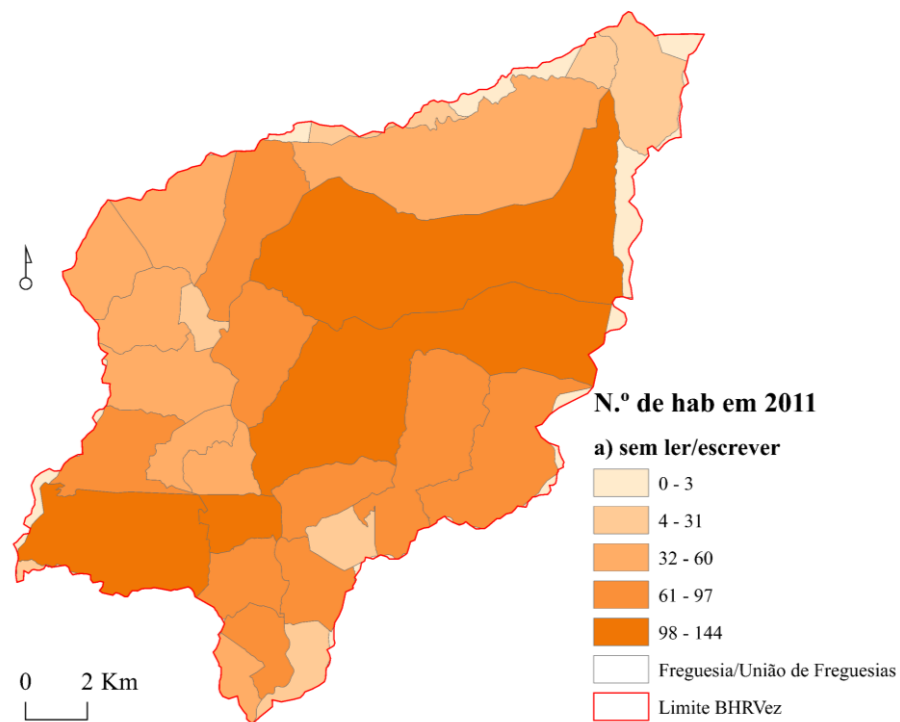 N.º de hab em 2011
a) sem ler/escrever
0 - 3
4 - 31
32 - 60
61 - 97
98 - 144
Freguesia/União de Freguesias
Limite BHRVez
0 2 Km